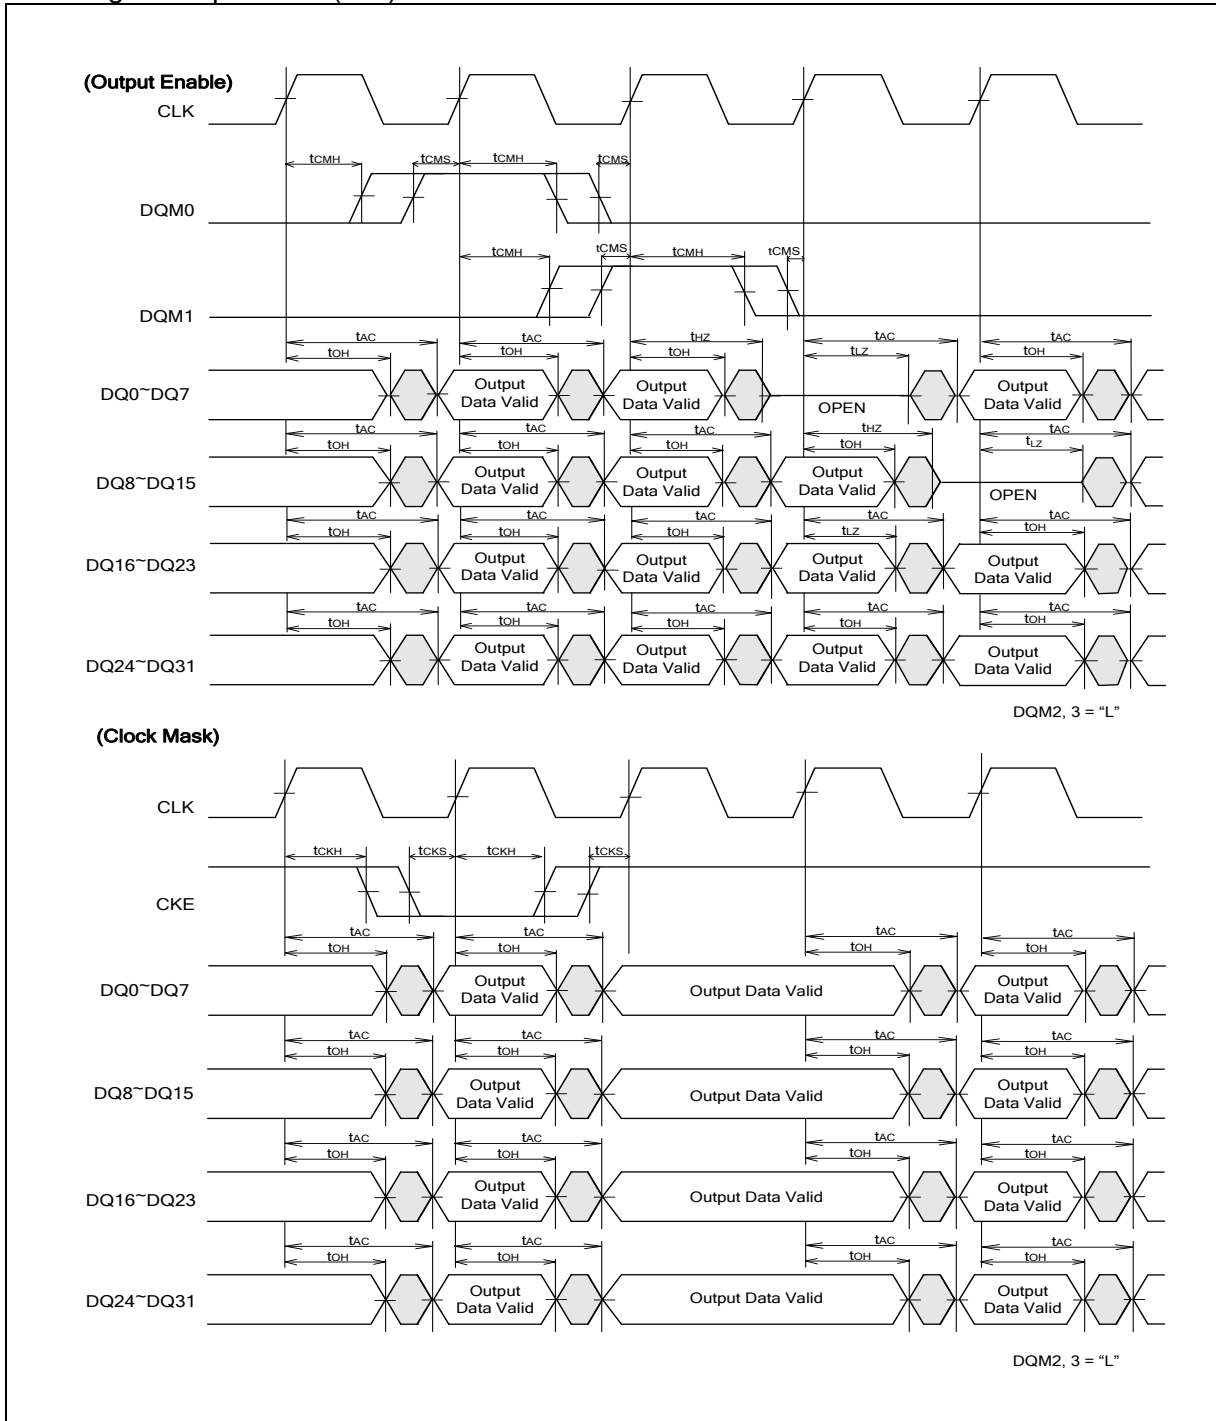 (Output Enable)
CLK
tCMH tCMS tCMH tCMS
DQM0
tCMH tCMS tCMH tCMS
DQM1
tAC tAC tHZ tAC tAC
tOH tOH tOH tLZ tOH
DQ0~DQ7
Output Data Valid
Output Data Valid
OPEN
Output Data Valid
tAC tAC tAC tHZ tAC
tOH tOH tOH tOH tLZ
DQ8~DQ15
Output Data Valid
Output Data Valid
Output Data Valid
OPEN
tAC tAC tAC tAC tAC
tOH tOH tOH tLZ tOH
DQ16~DQ23
Output Data Valid
Output Data Valid
Output Data Valid
Output Data Valid
tAC tAC tAC tAC tAC
tOH tOH tOH tOH tOH
DQ24~DQ31
Output Data Valid
Output Data Valid
Output Data Valid
Output Data Valid
DQM2, 3 = “L”
(Clock Mask)
CLK
tCKH tCKS tCKH tCKS
CKE
tAC tAC tAC tAC
tOH tOH tOH tOH
DQ0~DQ7
Output Data Valid
Output Data Valid
Output Data Valid
tAC tAC tAC tAC
tOH tOH tOH tOH
DQ8~DQ15
Output Data Valid
Output Data Valid
Output Data Valid
tAC tAC tAC tAC
tOH tOH tOH tOH
DQ16~DQ23
Output Data Valid
Output Data Valid
Output Data Valid
tAC tAC tAC tAC
tOH tOH tOH tOH
DQ24~DQ31
Output Data Valid
Output Data Valid
Output Data Valid
DQM2, 3 = “L”